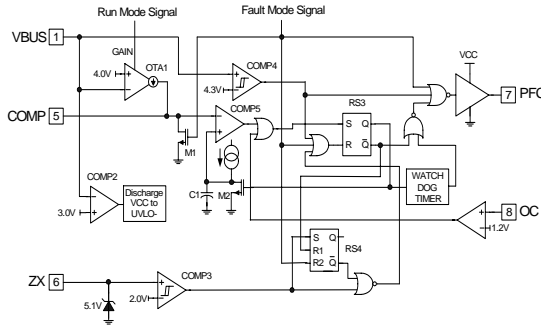 Run Mode Signal
Fault Mode Signal
VBUS 1
GAIN
OTA1
4.0V
COMP4
4.3V
VCC
7 PFC
COMP 5
COMP5
RS3
S Q
R Q
M1
COMP2
3.0V
Discharge
VCC to
UVLO-
C1
M2
WATCH
DOG
TIMER
8 OC
1.2V
S Q
R1
R2 Q
RS4
ZX 6
COMP3
5.1V
2.0V